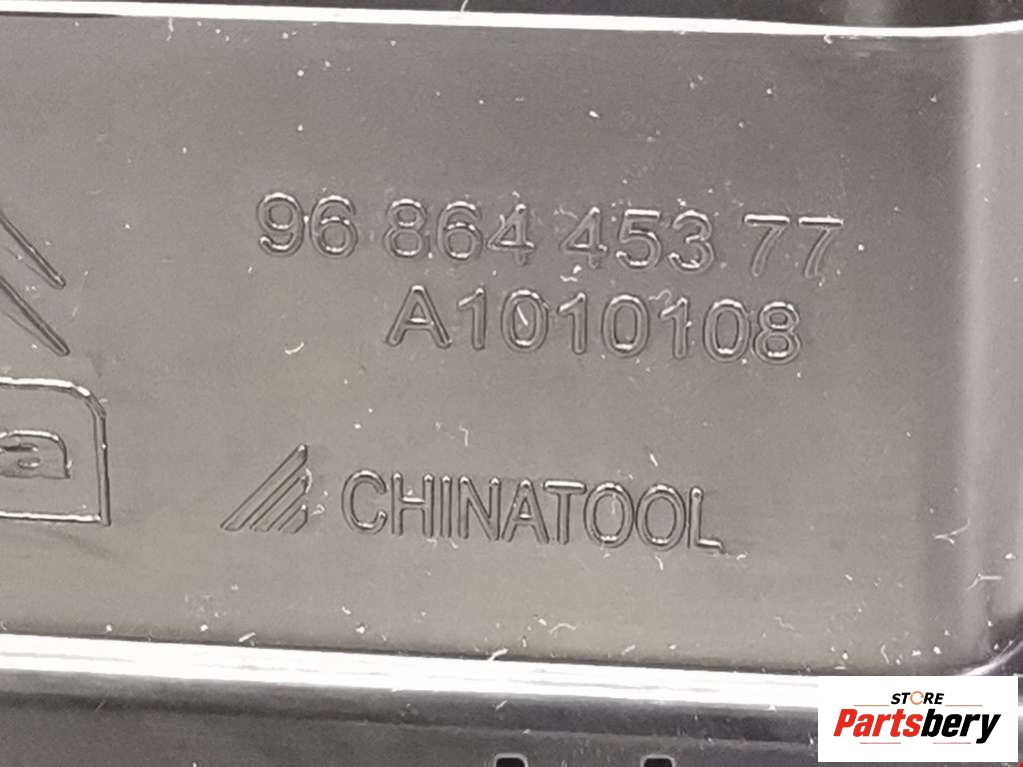 96 864 453 77
A1010108
a
CHINATOOL
STORE
Partsbery